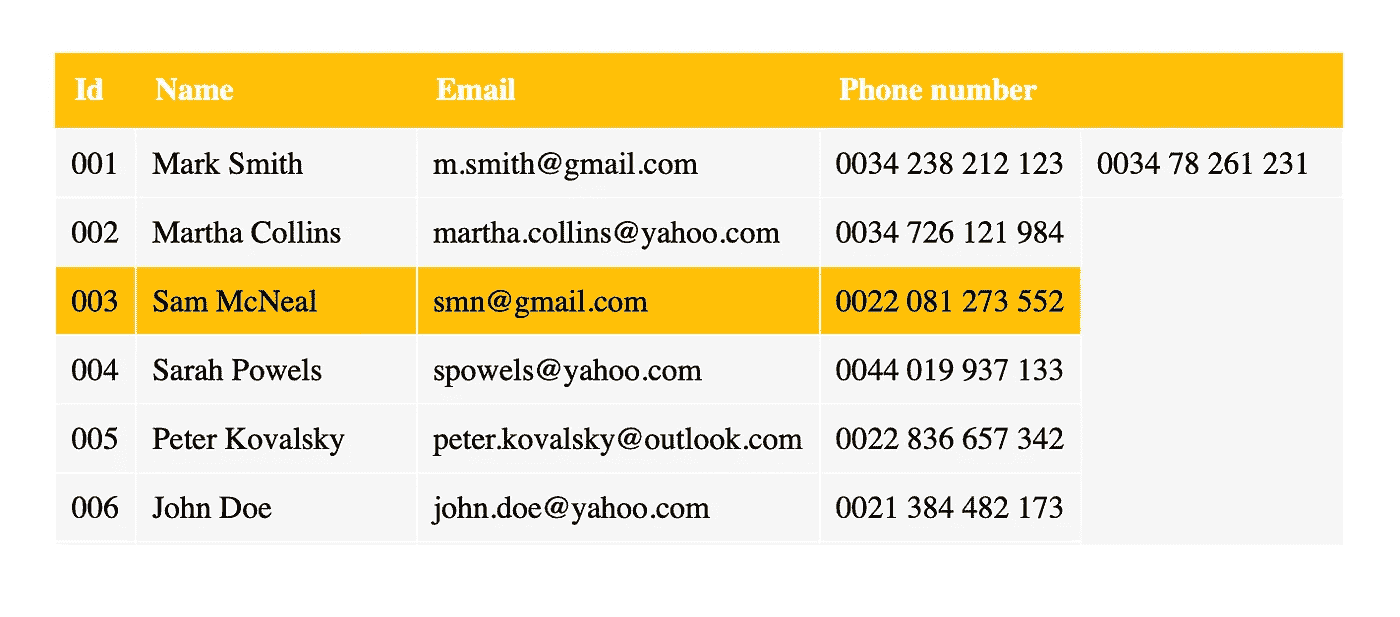 Id Name Email Phone number
001 Mark Smith m.smith@gmail.com 0034 238 212 123 0034 78 261 231
002 Martha Collins martha.collins@yahoo.com 0034 726 121 984
003 Sam McNeal smn@gmail.com 0022 081 273 552
004 Sarah Powels spowels@yahoo.com 0044 019 937 133
005 Peter Kovalsky peter.kovalsky@outlook.com 0022 836 657 342
006 John Doe john.doe@yahoo.com 0021 384 482 173